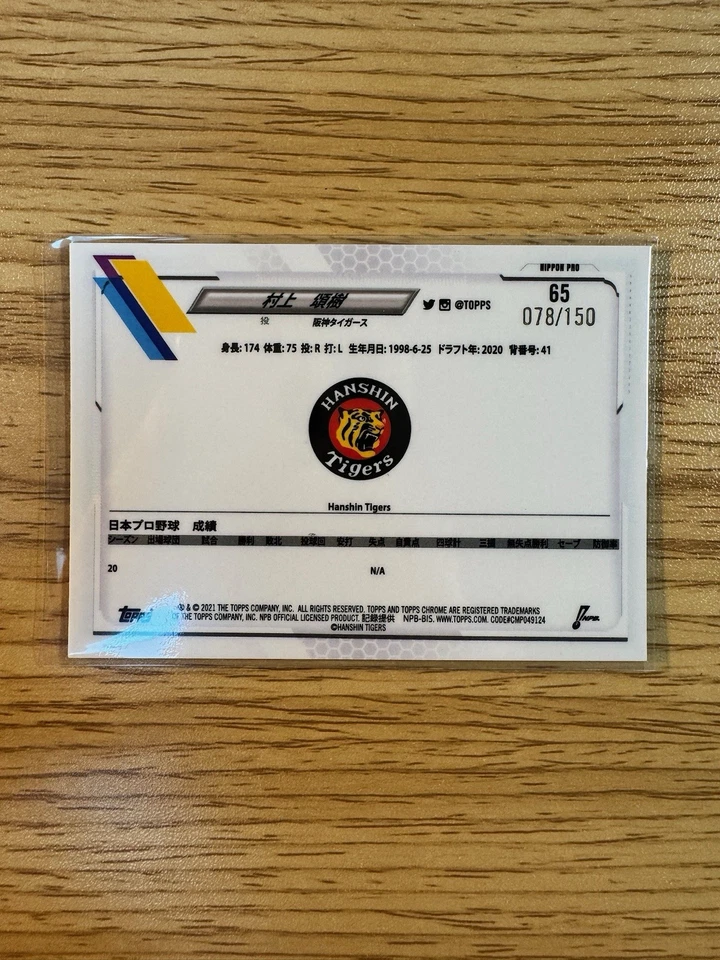 NIPPON PRO
村上 頌樹
@TOPPS
65
078/150
投
阪神タイガース
身長: 174 体重: 75 投: R 打: L 生年月日: 1998-6-25 ドラフト年: 2020 背番号: 41
HANSHIN
Tigers
Hanshin Tigers
日本プロ野球 成績
シーズン 出場球団 試合 勝利 敗北 投球回 安打 失点 自責点 四球計 三振 無失点勝利 セーブ 防御率
20 N/A
Topps
® & © 2021 THE TOPPS COMPANY, INC. ALL RIGHTS RESERVED. TOPPS AND TOPPS CHROME ARE REGISTERED TRADEMARKS
OF THE TOPPS COMPANY, INC. NPB OFFICIAL LICENSED PRODUCT. 記録提供 NPB-BIS. WWW.TOPPS.COM. CODE#CMP049124
©HANSHIN TIGERS
NPB